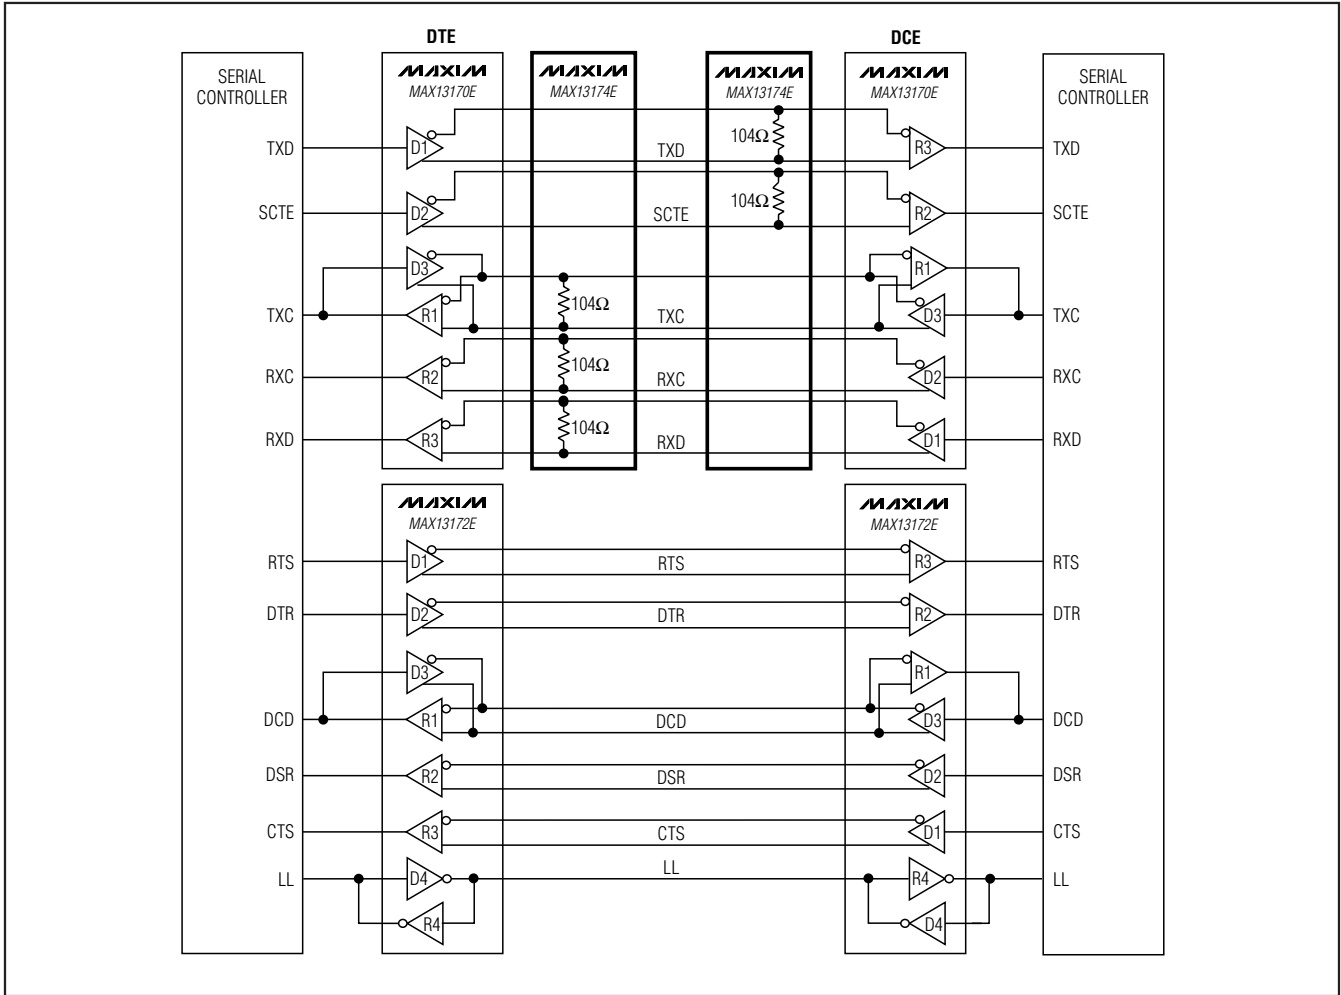 DTE
DCE
SERIAL
CONTROLLER
MAXIM
MAX13170E
MAXIM
MAX13174E
MAXIM
MAX13174E
MAXIM
MAX13170E
SERIAL
CONTROLLER
TXD
D1
TXD
104Ω
R3
TXD
SCTE
D2
SCTE
104Ω
R2
SCTE
D3
R1
TXC
R1
104Ω
TXC
D3
TXC
RXC
R2
104Ω
RXC
D2
RXC
RXD
R3
104Ω
RXD
D1
RXD
MAXIM
MAX13172E
MAXIM
MAX13172E
RTS
D1
RTS
R3
RTS
DTR
D2
DTR
R2
DTR
D3
R1
DCD
R1
DCD
D3
DCD
DSR
R2
DSR
D2
DSR
CTS
R3
CTS
D1
CTS
LL
D4
LL
R4
LL
R4
D4